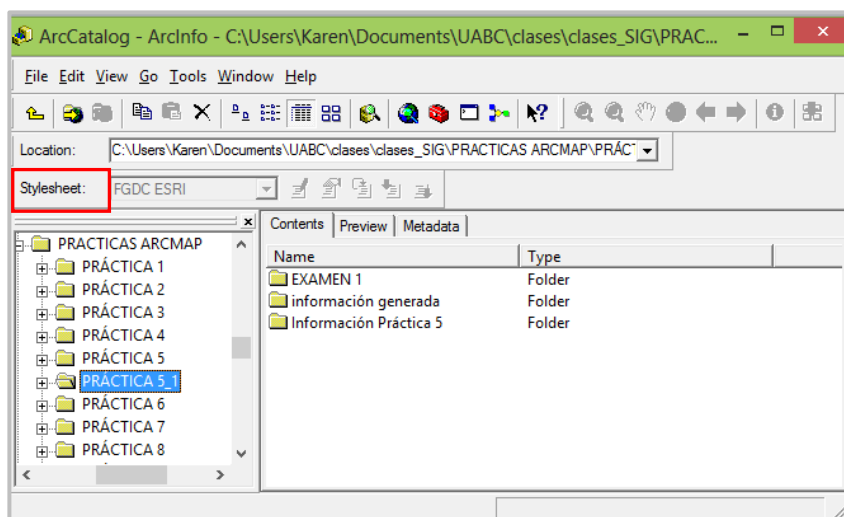 ArcCatalog - ArcInfo - C:\Users\Karen\Documents\UABC\clases\clases_SIG\PRAC...
File Edit View Go Tools Window Help
Location: C:\Users\Karen\Documents\UABC\clases\clases_SIG\PRACTICAS ARCMAP\PRÁC
Stylesheet: FGDC ESRI
PRACTICAS ARCMAP
PRÁCTICA 1
PRÁCTICA 2
PRÁCTICA 3
PRÁCTICA 4
PRÁCTICA 5
PRÁCTICA 5_1
PRÁCTICA 6
PRÁCTICA 7
PRÁCTICA 8
Contents Preview Metadata
Name Type
EXAMEN 1 Folder
información generada Folder
Información Práctica 5 Folder